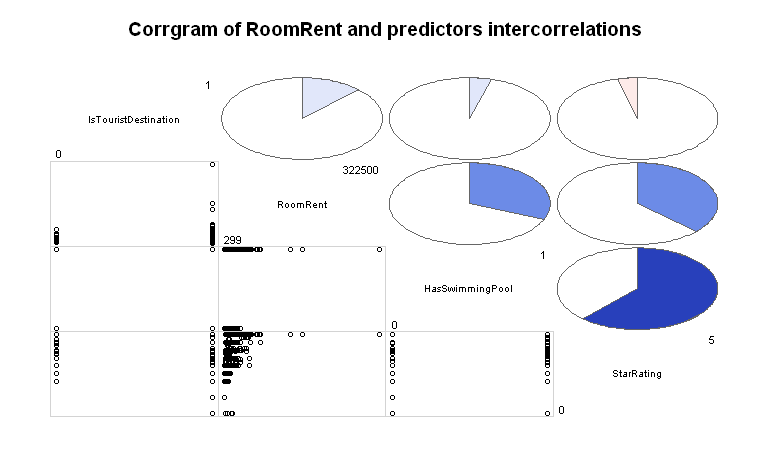 Corrgram of RoomRent and predictors intercorrelations
1
IsTouristDestination
0
322500
RoomRent
299
1
HasSwimmingPool
0
5
StarRating
0